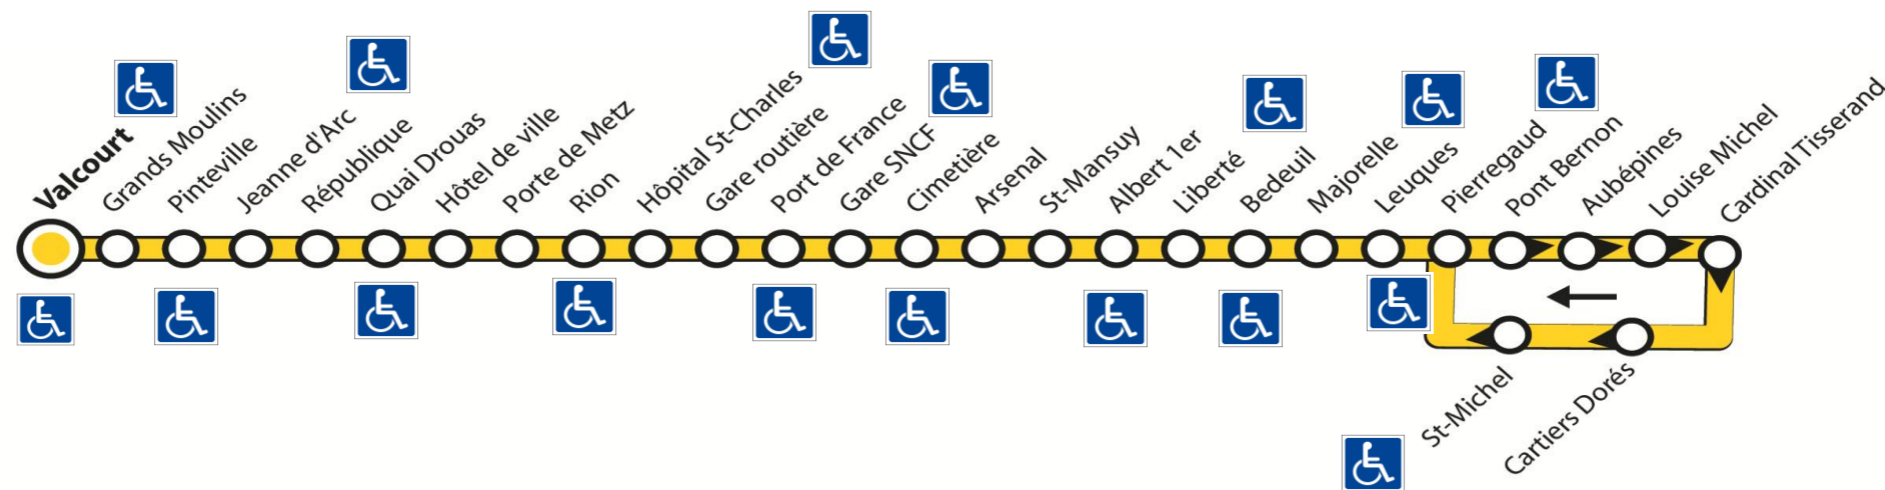 Valcourt
Grands Moulins
Pinteville
Jeanne d'Arc
République
Quai Drouas
Hôtel de ville
Porte de Metz
Rion
Hôpital St-Charles
Gare routière
Port de France
Gare SNCF
Cimetière
Arsenal
St-Mansuy
Albert 1er
Liberté
Bedeuil
Majorelle
Leuques
Pierregaud
Pont Bernon
Aubépines
Louise Michel
Cardinal Tisserand
St-Michel
Cartiers Dorés